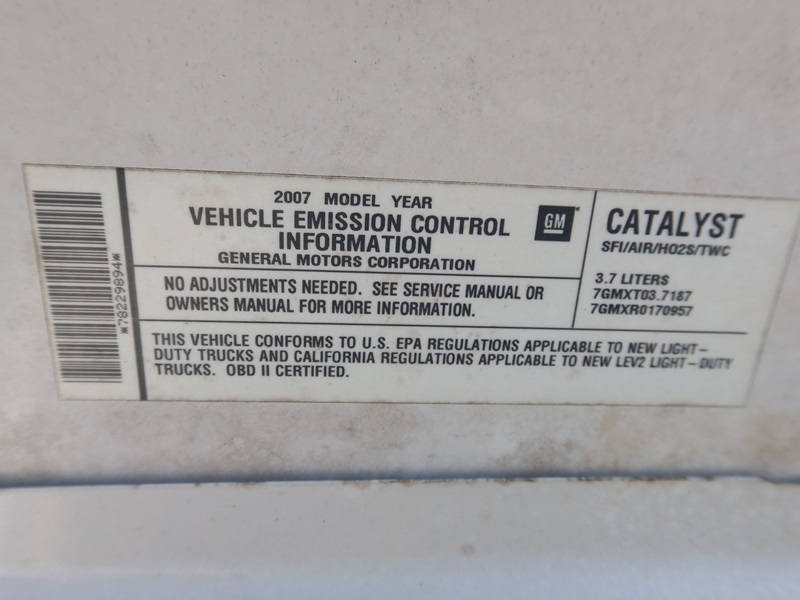 *78229894*
2007 MODEL YEAR
VEHICLE EMISSION CONTROL
INFORMATION
GENERAL MOTORS CORPORATION
GM
NO ADJUSTMENTS NEEDED. SEE SERVICE MANUAL OR
OWNERS MANUAL FOR MORE INFORMATION.
CATALYST
SFI/AIR/HO2S/TWC
3.7 LITERS
7GMXT03.7187
7GMXR0170957
THIS VEHICLE CONFORMS TO U.S. EPA REGULATIONS APPLICABLE TO NEW LIGHT-
DUTY TRUCKS AND CALIFORNIA REGULATIONS APPLICABLE TO NEW LEV2 LIGHT-DUTY
TRUCKS. OBD II CERTIFIED.